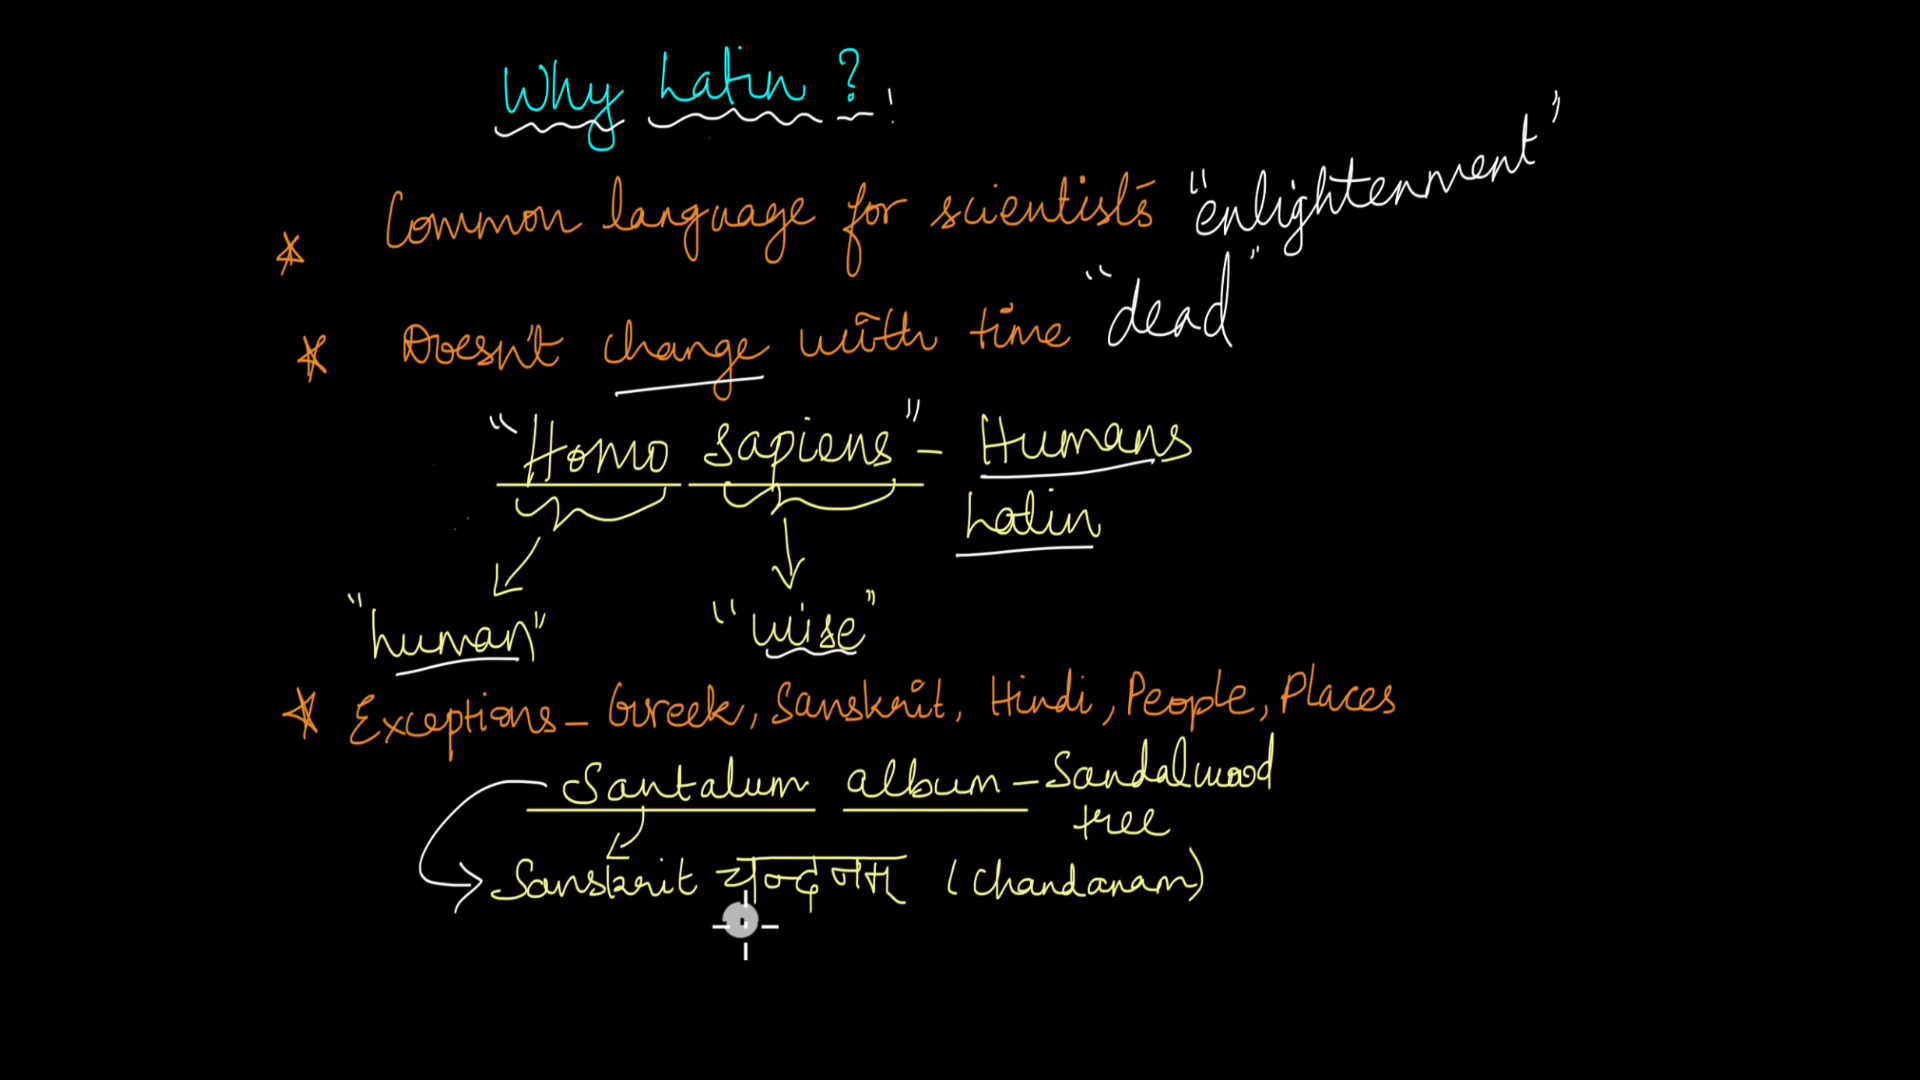 Why Latin ?
* Common language for scientists "enlightenment"
* Doesn't change with time "dead"
"Homo sapiens" - Humans
Latin
"human" "wise"
* Exceptions - Greek, Sanskrit, Hindi, People, Places
Santalum album - Sandalwood
tree
Sanskrit चन्दनम् (Chandanam)